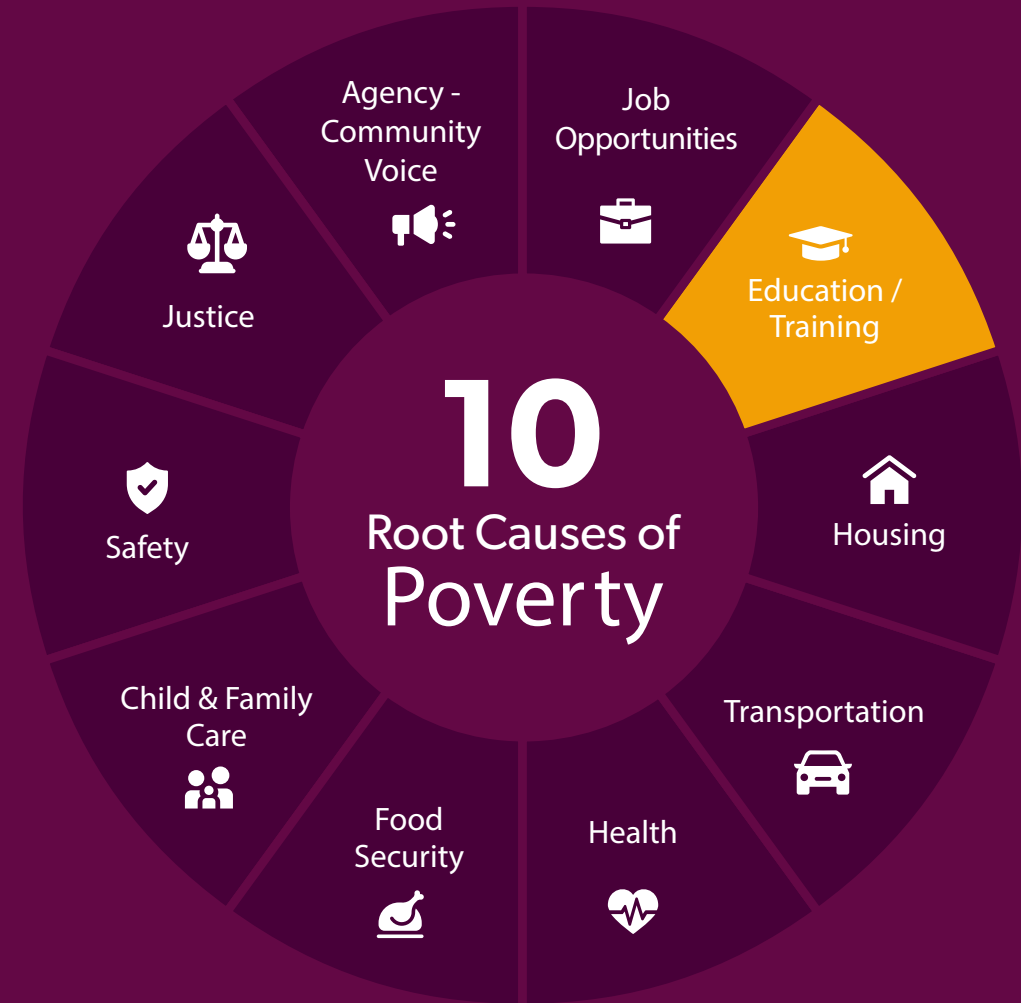 10
Root Causes of
Poverty
Job
Opportunities
Education /
Training
Housing
Transportation
Health
Food
Security
Child & Family
Care
Safety
Justice
Agency -
Community
Voice